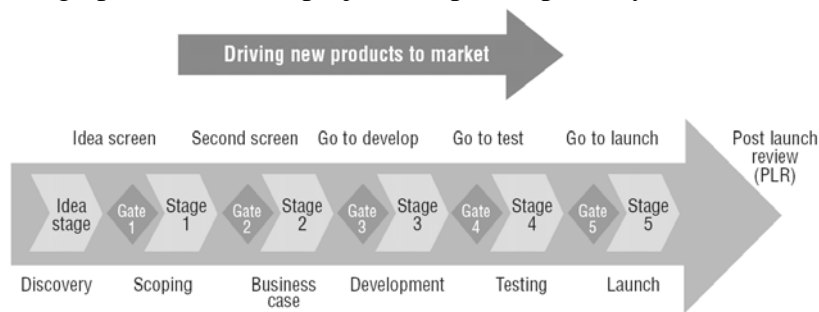 Driving new products to market
Idea screen
Second screen
Go to develop
Go to test
Go to launch
Post launch
review
(PLR)
Idea
stage
Gate
1
Stage
1
Gate
2
Stage
2
Gate
3
Stage
3
Gate
4
Stage
4
Gate
5
Stage
5
Discovery
Scoping
Business
case
Development
Testing
Launch